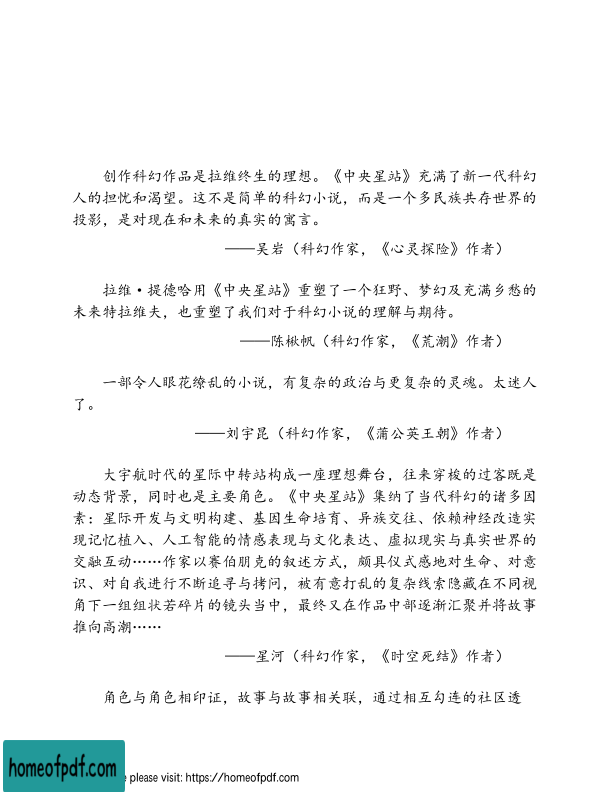 创作科幻作品是拉维终生的理想。《中央星站》充满了新一代科幻
人的担忧和渴望。这不是简单的科幻小说，而是一个多民族共存世界的
投影，是对现在和未来的真实的寓言。
——吴岩（科幻作家，《心灵探险》作者）
拉维·提德哈用《中央星站》重塑了一个狂野、梦幻及充满乡愁的
未来特拉维夫，也重塑了我们对于科幻小说的理解与期待。
——陈楸帆（科幻作家，《荒潮》作者）
一部令人眼花缭乱的小说，有复杂的政治与更复杂的灵魂。太迷人
了。
——刘宇昆（科幻作家，《蒲公英王朝》作者）
大宇航时代的星际中转站构成一座理想舞台，往来穿梭的过客既是
动态背景，同时也是主要角色。《中央星站》集纳了当代科幻的诸多因
素：星际开发与文明构建、基因生命培育、异族交往、依赖神经改造实
现记忆植入、人工智能的情感表现与文化表达、虚拟现实与真实世界的
交融互动……作家以赛伯朋克的叙述方式，颇具仪式感地对生命、对意
识、对自我进行不断追寻与拷问，被有意打乱的复杂线索隐藏在不同视
角下一组组状若碎片的镜头当中，最终又在作品中部逐渐汇聚并将故事
推向高潮……
——星河（科幻作家，《时空死结》作者）
角色与角色相印证，故事与故事相关联，通过相互勾连的社区透
homeofpdf.com
e please visit: https://homeofpdf.com